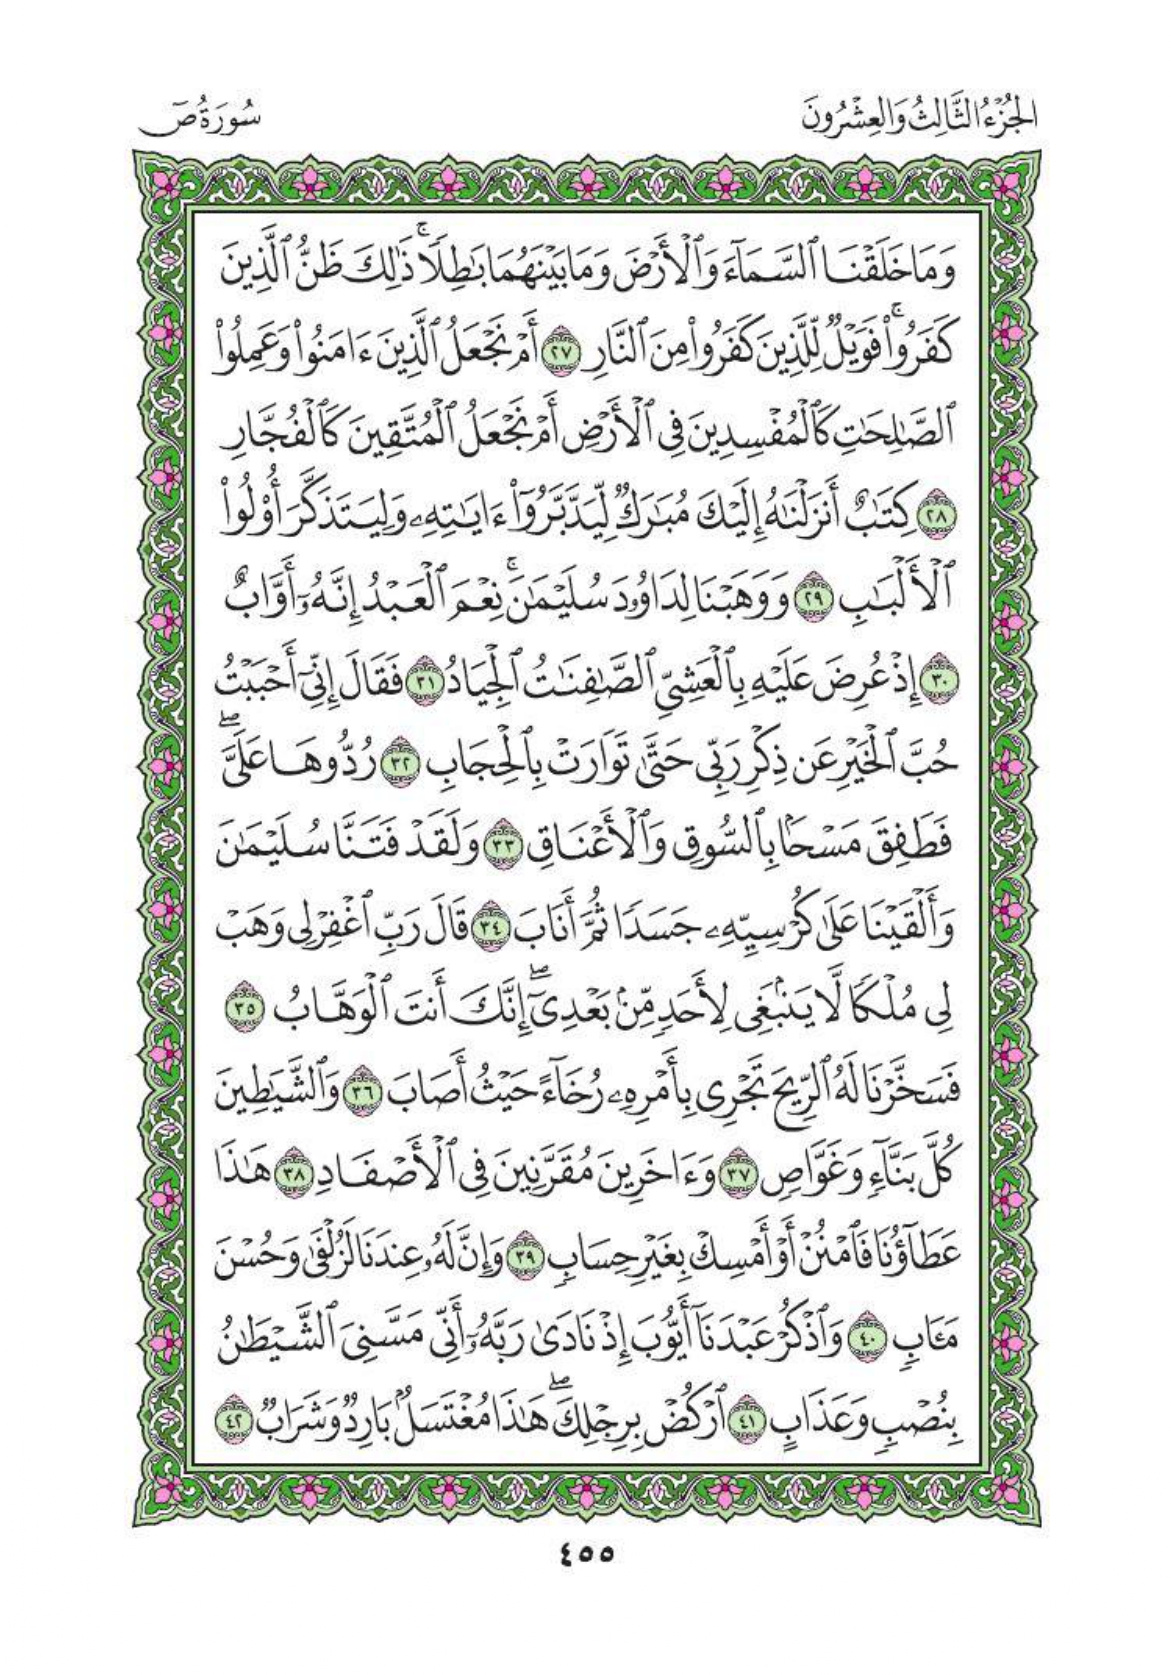 الجُزْءُ الثَّالِثُ وَالعِشْرُونَ
سُورَةُ صٓ
وَمَا خَلَقْنَا ٱلسَّمَآءَ وَٱلْأَرْضَ وَمَا بَيْنَهُمَا بَٰطِلًاۚ ذَٰلِكَ ظَنُّ ٱلَّذِينَ
كَفَرُواْۚ فَوَيْلٌ لِّلَّذِينَ كَفَرُواْ مِنَ ٱلنَّارِ ٢٧ أَمْ نَجْعَلُ ٱلَّذِينَ ءَامَنُواْ وَعَمِلُواْ
ٱلصَّٰلِحَٰتِ كَٱلْمُفْسِدِينَ فِى ٱلْأَرْضِ أَمْ نَجْعَلُ ٱلْمُتَّقِينَ كَٱلْفُجَّارِ
٢٨ كِتَٰبٌ أَنزَلْنَٰهُ إِلَيْكَ مُبَٰرَكٌ لِّيَدَّبَّرُوٓاْ ءَايَٰتِهِۦ وَلِيَتَذَكَّرَ أُوْلُواْ
ٱلْأَلْبَٰبِ ٢٩ وَوَهَبْنَا لِدَاوُۥدَ سُلَيْمَٰنَۚ نِعْمَ ٱلْعَبْدُ إِنَّهُۥٓ أَوَّابٌ
٣٠ إِذْ عُرِضَ عَلَيْهِ بِٱلْعَشِىِّ ٱلصَّٰفِنَٰتُ ٱلْجِيَادُ ٣١ فَقَالَ إِنِّىٓ أَحْبَبْتُ
حُبَّ ٱلْخَيْرِ عَن ذِكْرِ رَبِّى حَتَّىٰ تَوَارَتْ بِٱلْحِجَابِ ٣٢ رُدُّوهَا عَلَىَّۖ
فَطَفِقَ مَسْحًۢا بِٱلسُّوقِ وَٱلْأَعْنَاقِ ٣٣ وَلَقَدْ فَتَنَّا سُلَيْمَٰنَ
وَأَلْقَيْنَا عَلَىٰ كُرْسِيِّهِۦ جَسَدًا ثُمَّ أَنَابَ ٣٤ قَالَ رَبِّ ٱغْفِرْ لِى وَهَبْ
لِى مُلْكًا لَّا يَنۢبَغِى لِأَحَدٍ مِّنۢ بَعْدِىٓۖ إِنَّكَ أَنتَ ٱلْوَهَّابُ ٣٥
فَسَخَّرْنَا لَهُ ٱلرِّيحَ تَجْرِى بِأَمْرِهِۦ رُخَآءً حَيْثُ أَصَابَ ٣٦ وَٱلشَّيَٰطِينَ
كُلَّ بَنَّآءٍ وَغَوَّاصٍ ٣٧ وَءَاخَرِينَ مُقَرَّنِينَ فِى ٱلْأَصْفَادِ ٣٨ هَٰذَا
عَطَآؤُنَا فَٱمْنُنْ أَوْ أَمْسِكْ بِغَيْرِ حِسَابٍ ٣٩ وَإِنَّ لَهُۥ عِندَنَا لَزُلْفَىٰ وَحُسْنَ
مَـَٔابٍ ٤٠ وَٱذْكُرْ عَبْدَنَآ أَيُّوبَ إِذْ نَادَىٰ رَبَّهُۥٓ أَنِّى مَسَّنِىَ ٱلشَّيْطَٰنُ
بِنُصْبٍ وَعَذَابٍ ٤١ ٱرْكُضْ بِرِجْلِكَۖ هَٰذَا مُغْتَسَلٌۢ بَارِدٌ وَشَرَابٌ ٤٢
٤٥٥